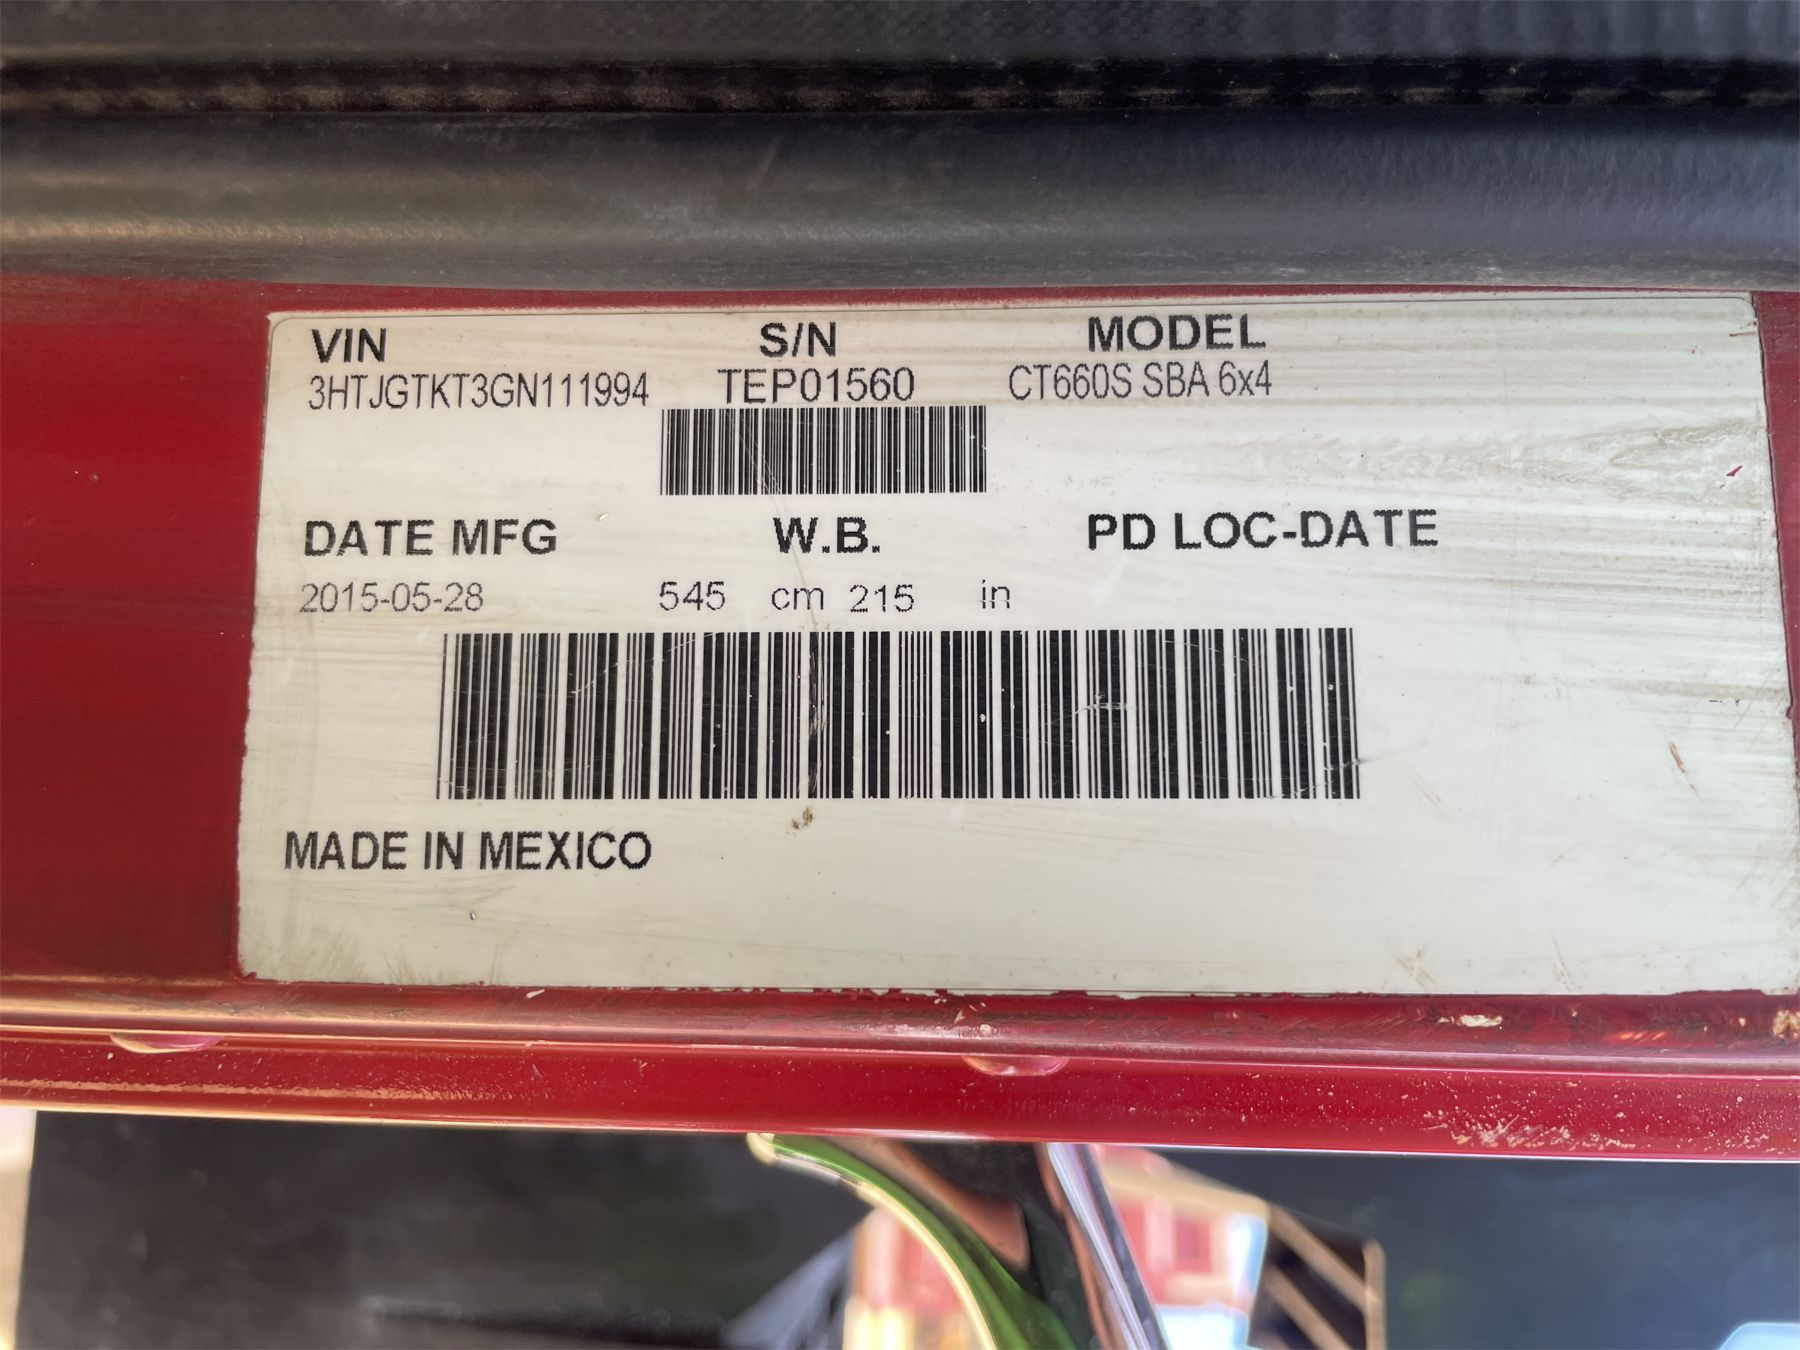 VIN S/N MODEL
3HTJGTKT3GN111994 TEP01560 CT660S SBA 6x4
DATE MFG W.B. PD LOC-DATE
2015-05-28 545 cm 215 in
MADE IN MEXICO